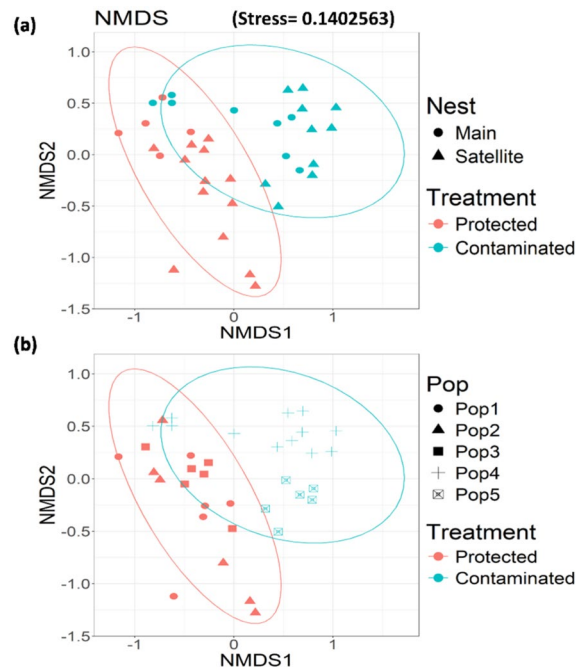 (a)
NMDS (Stress= 0.1402563)
1.0
0.5
0.0
-0.5
-1.0
-1.5
NMDS2
-1 0 1
NMDS1
Nest
Main
Satellite
Treatment
Protected
Contaminated
(b)
1.0
0.5
0.0
-0.5
-1.0
-1.5
NMDS2
-1 0 1
NMDS1
Pop
Pop1
Pop2
Pop3
Pop4
Pop5
Treatment
Protected
Contaminated